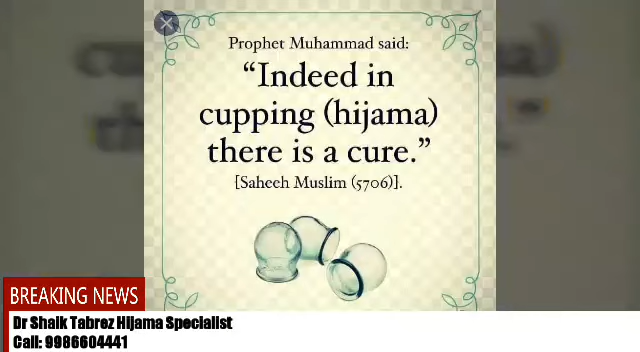 Prophet Muhammad said:
“Indeed in
cupping (hijama)
there is a cure.”
[Saheeh Muslim (5706)].
BREAKING NEWS
Dr Shaik Tabrez Hijama Specialist
Call: 9986604441